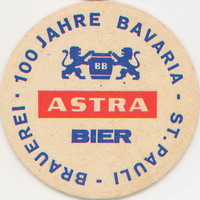 100 JAHRE BAVARIA - ST. PAULI - BRAUEREI ·
BB
ASTRA
BIER